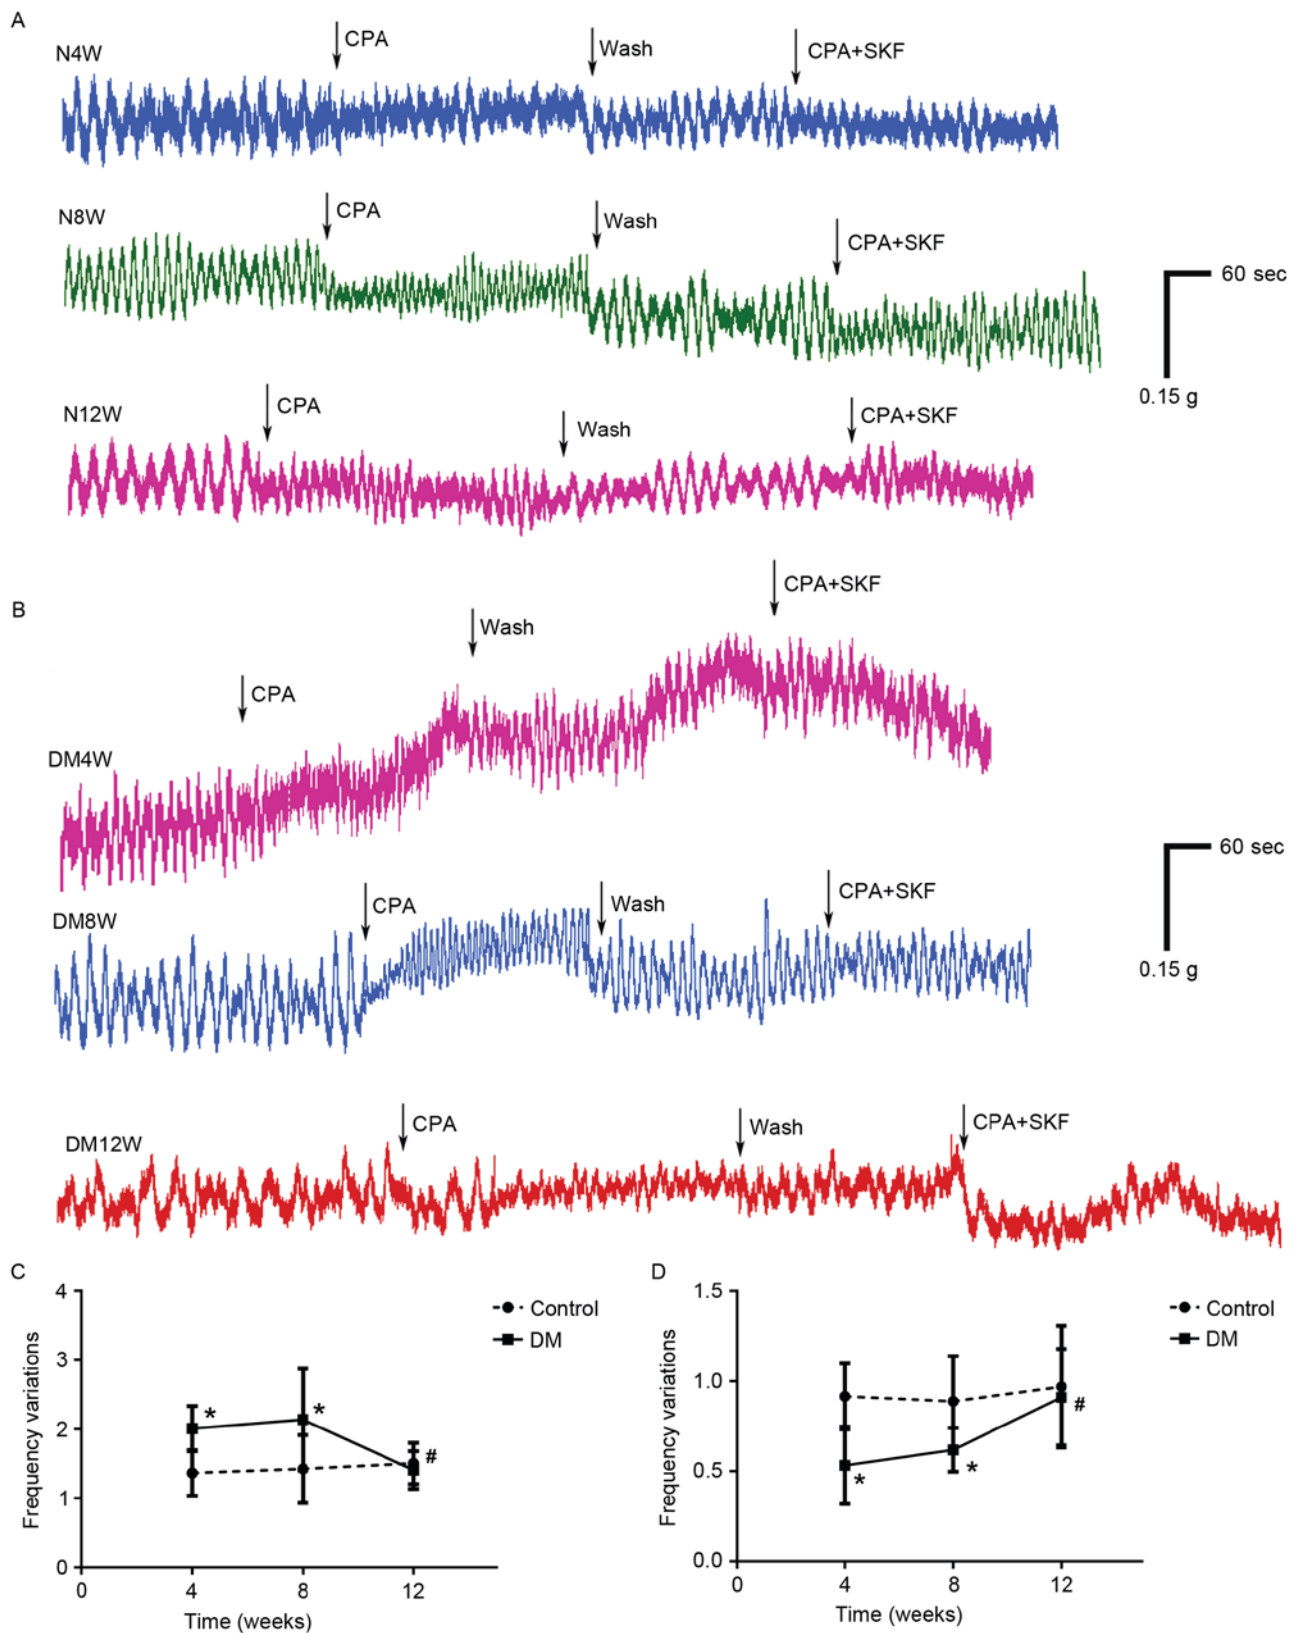 A
N4W
CPA
Wash
CPA+SKF
N8W
CPA
Wash
CPA+SKF
60 sec
0.15 g
N12W
CPA
Wash
CPA+SKF
B
CPA+SKF
Wash
CPA
DM4W
60 sec
0.15 g
DM8W
CPA
Wash
CPA+SKF
DM12W
CPA
Wash
CPA+SKF
C
4
3
2
1
0
Frequency variations
* * #
Control
DM
0 4 8 12
Time (weeks)
D
1.5
1.0
0.5
0.0
Frequency variations
* * #
Control
DM
0 4 8 12
Time (weeks)